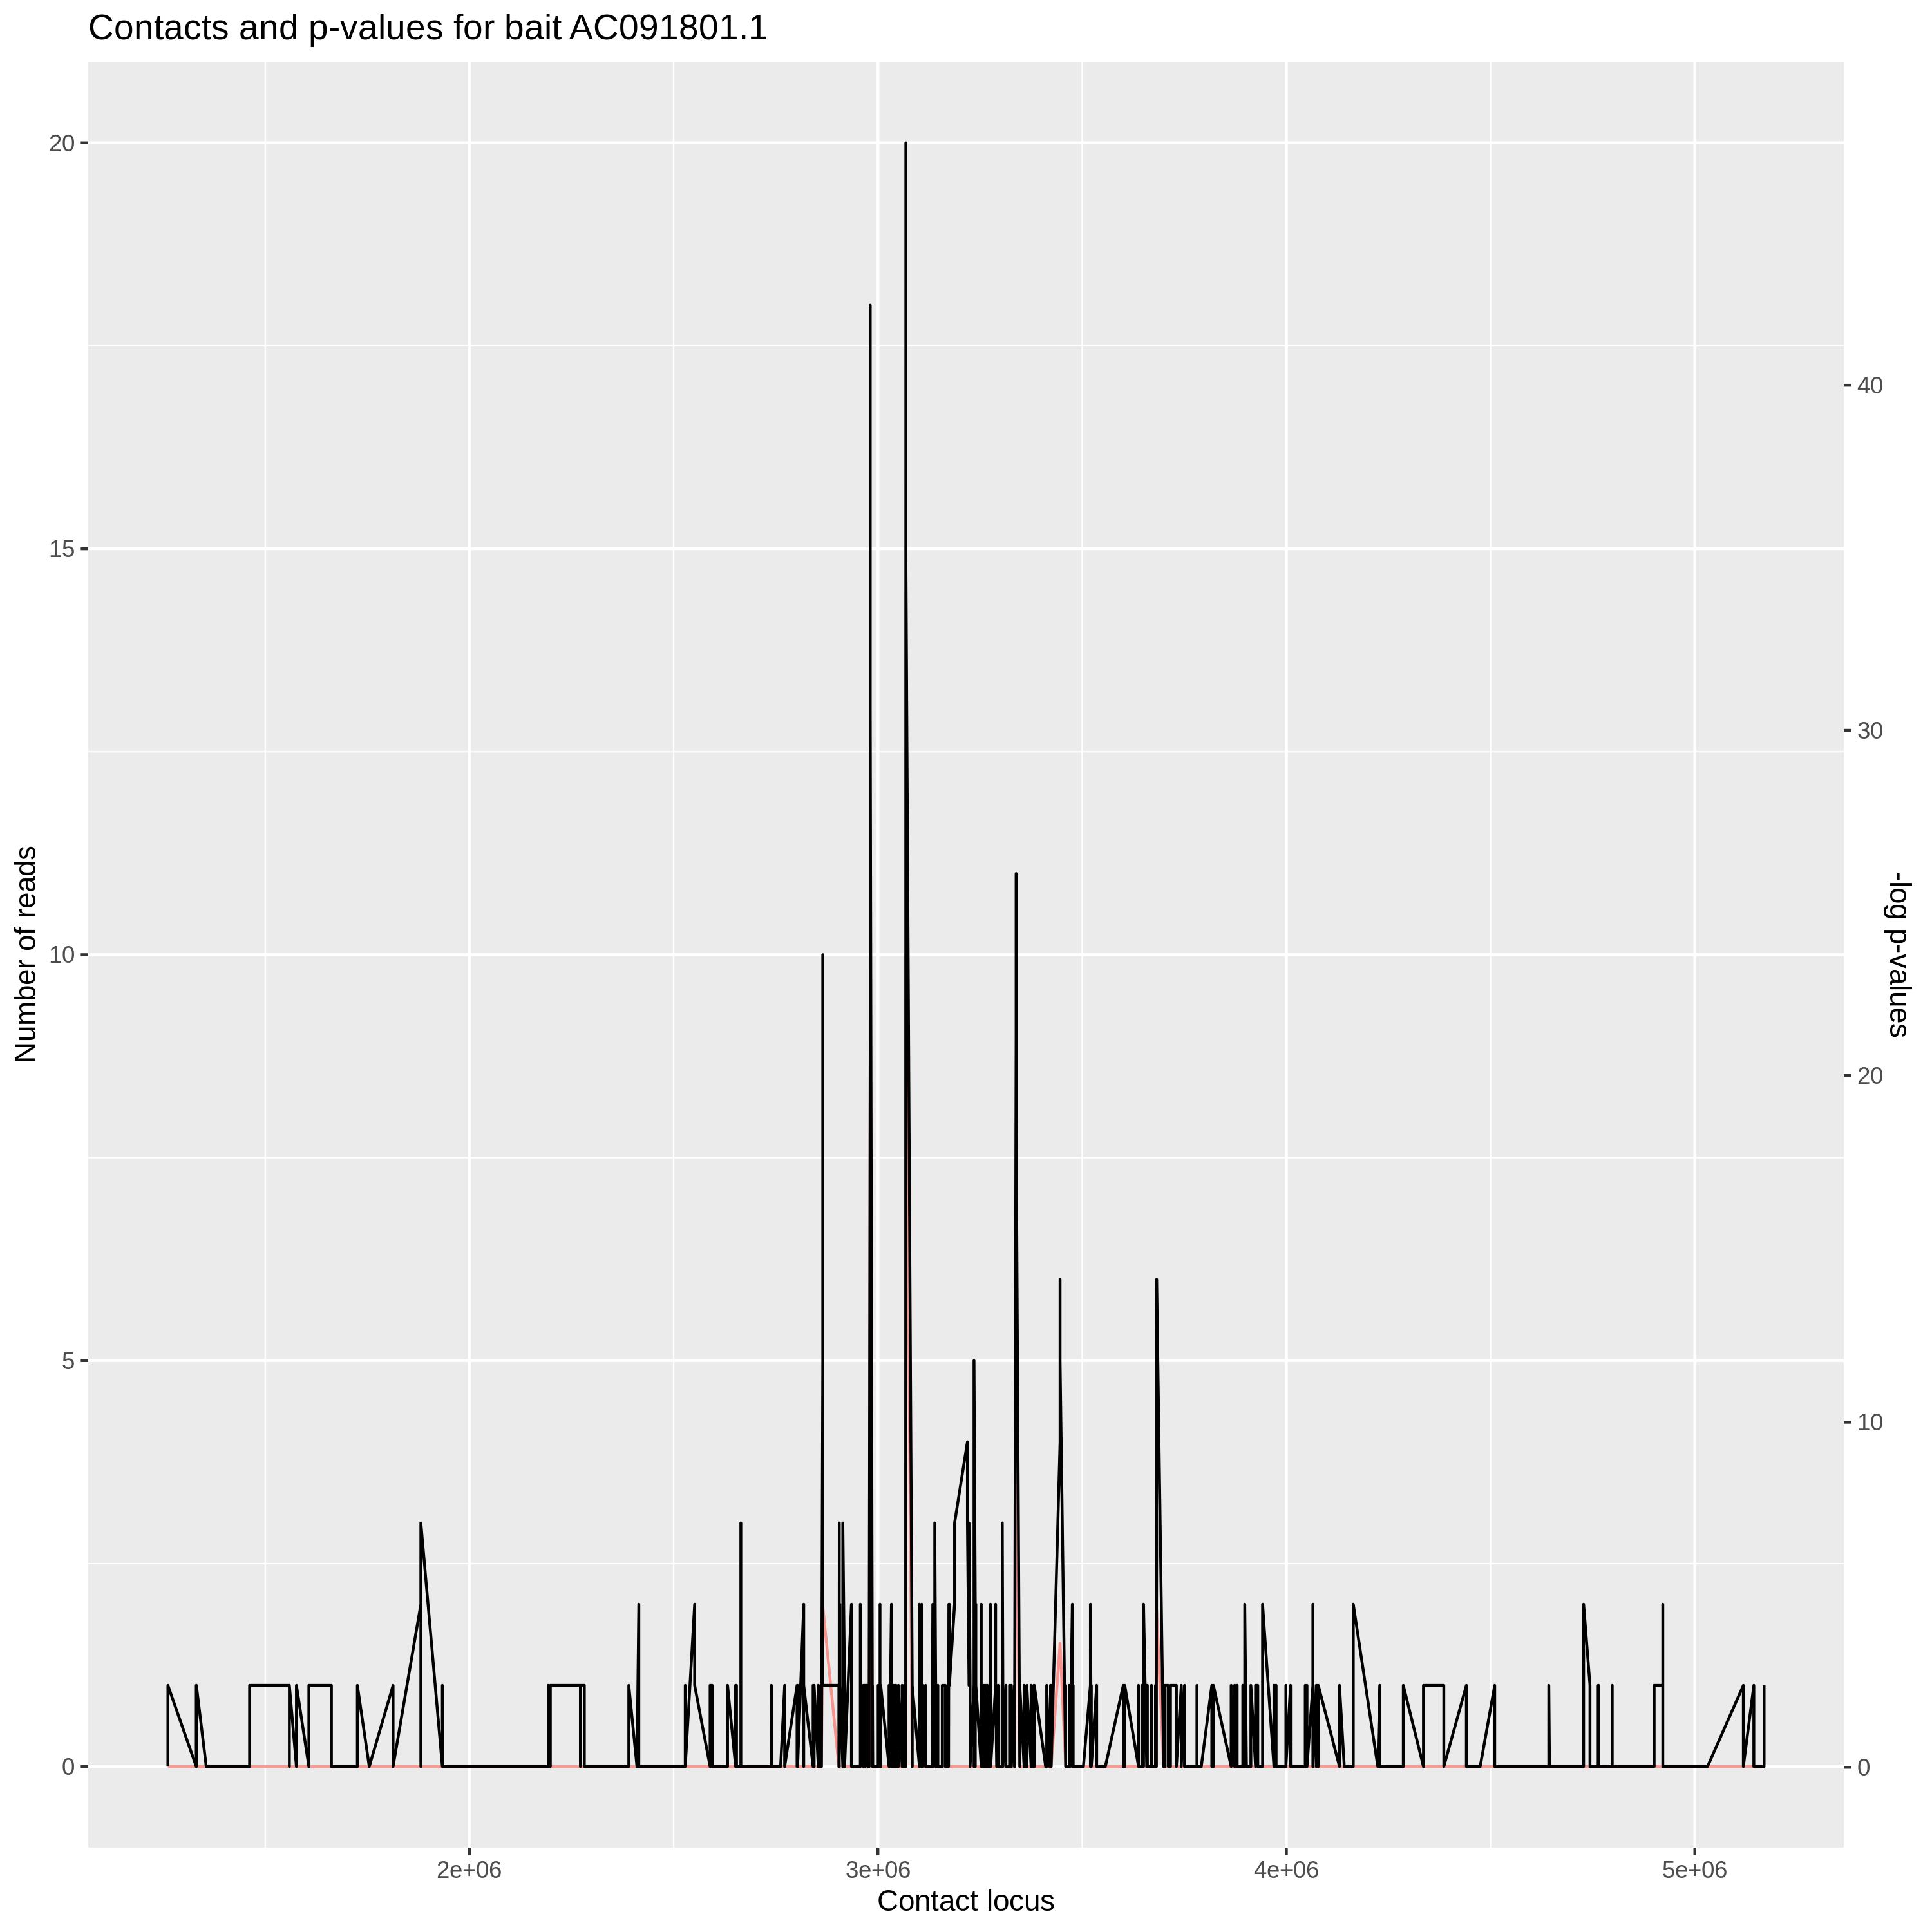 Contacts and p-values for bait AC091801.1
20
15
10
5
0
Number of reads
40
30
20
10
0
-log p-values
2e+06
3e+06
4e+06
5e+06
Contact locus